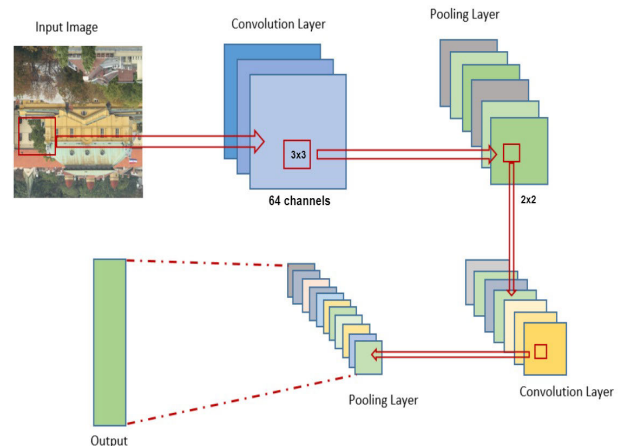 Input Image
Convolution Layer
Pooling Layer
3x3
64 channels
2x2
Pooling Layer
Convolution Layer
Output